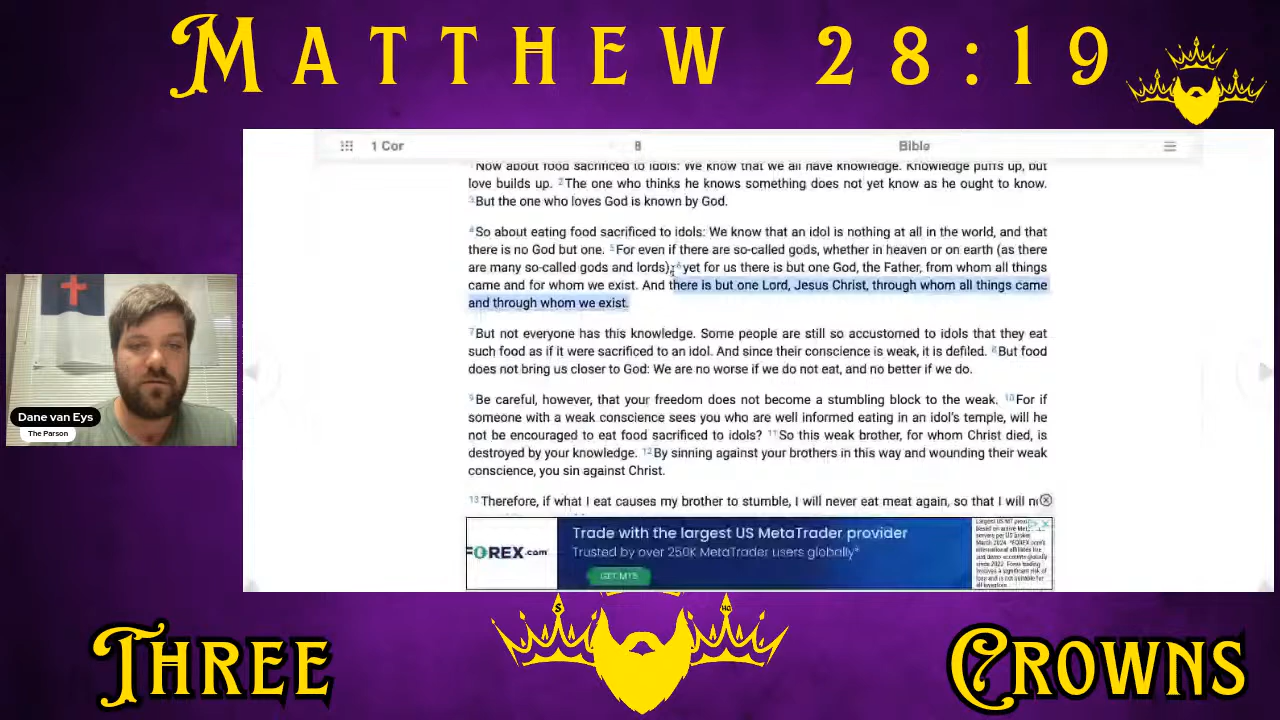 MATTHEW 28:19
1 Cor 8 Bible
Now about food sacrificed to idols: We know that we all have knowledge. Knowledge puffs up, but
love builds up. 2 The one who thinks he knows something does not yet know as he ought to know.
3 But the one who loves God is known by God.
4 So about eating food sacrificed to idols: We know that an idol is nothing at all in the world, and that
there is no God but one. 5 For even if there are so-called gods, whether in heaven or on earth (as there
are many so-called gods and lords), 6 yet for us there is but one God, the Father, from whom all things
came and for whom we exist. And there is but one Lord, Jesus Christ, through whom all things came
and through whom we exist.
7 But not everyone has this knowledge. Some people are still so accustomed to idols that they eat
such food as if it were sacrificed to an idol. And since their conscience is weak, it is defiled. 8 But food
does not bring us closer to God: We are no worse if we do not eat, and no better if we do.
9 Be careful, however, that your freedom does not become a stumbling block to the weak. 10 For if
someone with a weak conscience sees you who are well informed eating in an idol's temple, will he
not be encouraged to eat food sacrificed to idols? 11 So this weak brother, for whom Christ died, is
destroyed by your knowledge. 12 By sinning against your brothers in this way and wounding their weak
conscience, you sin against Christ.
13 Therefore, if what I eat causes my brother to stumble, I will never eat meat again, so that I will
Dane van Eys
The Parson
FOREX.com
Trade with the largest US MetaTrader provider
Trusted by over 250K MetaTrader users globally*
GET MT5
S HG
THREE CROWNS